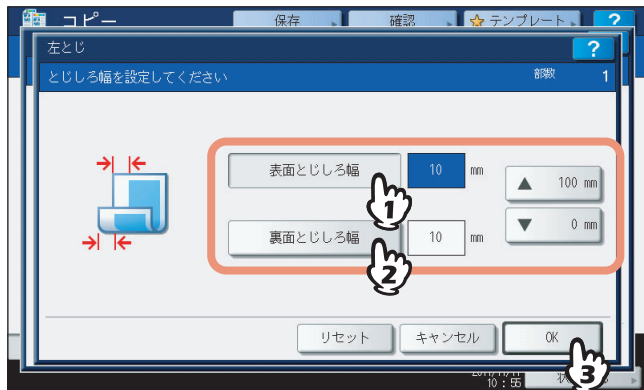 コピー 保存 確認 テンプレート ?
左とじ ?
とじしろ幅を設定してください 部数 1
表面とじしろ幅 10 mm ▲ 100 mm
1
裏面とじしろ幅 10 mm ▼ 0 mm
2
リセット キャンセル OK
3
10:55